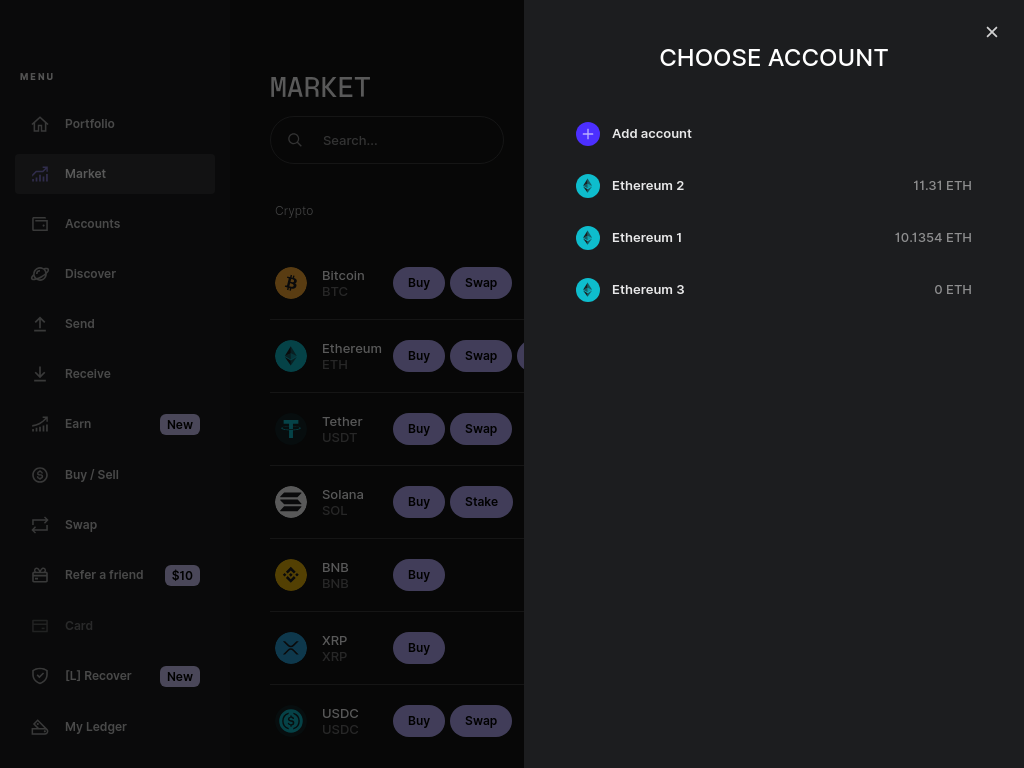 MENU
Portfolio
Market
Accounts
Discover
Send
Receive
Earn
New
Buy / Sell
Swap
Refer a friend
$10
Card
[L] Recover
New
My Ledger
MARKET
Search...
Crypto
Bitcoin
BTC
Buy
Swap
Ethereum
ETH
Buy
Swap
Tether
USDT
Buy
Swap
Solana
SOL
Buy
Stake
BNB
BNB
Buy
XRP
XRP
Buy
USDC
USDC
Buy
Swap
CHOOSE ACCOUNT
Add account
Ethereum 2 11.31 ETH
Ethereum 1 10.1354 ETH
Ethereum 3 0 ETH